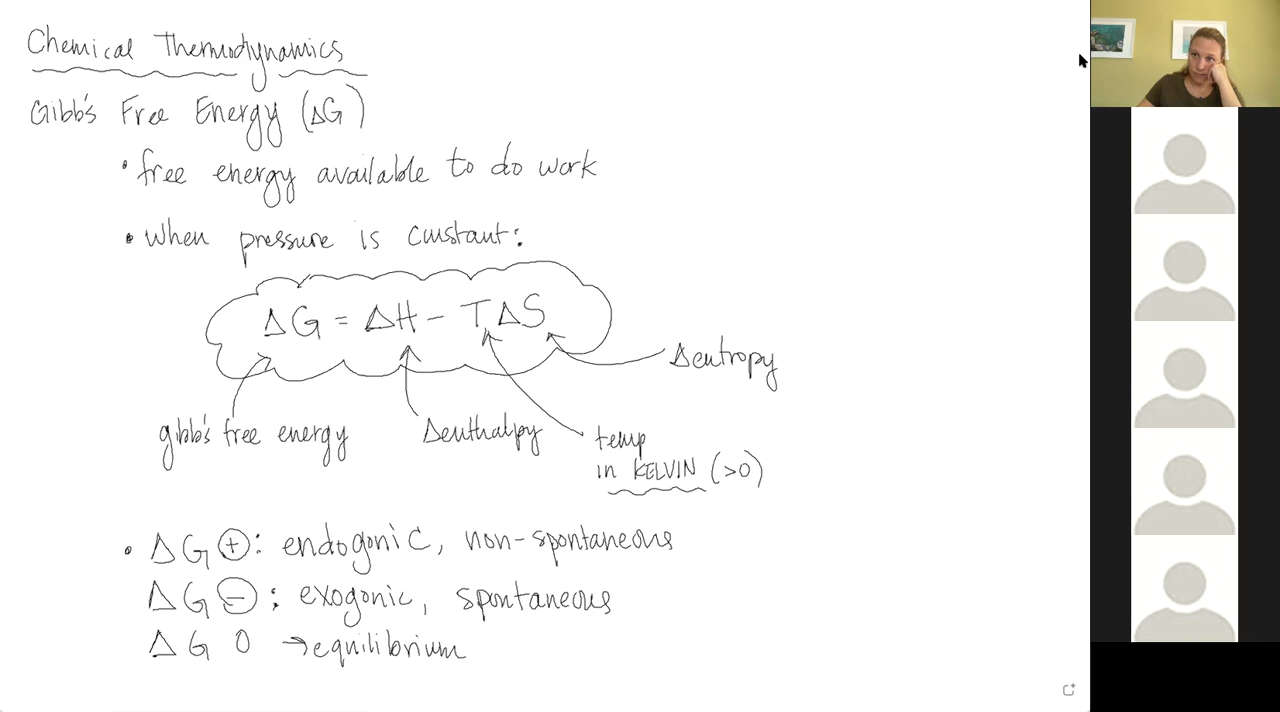 Chemical Thermodynamics
Gibb's Free Energy (ΔG)
• free energy available to do work
• when pressure is constant:
ΔG = ΔH - TΔS
Δentropy
gibb's free energy
Δenthalpy
temp
in KELVIN (>0)
• ΔG ⊕: endogonic, non-spontaneous
ΔG ⊖: exogonic, spontaneous
ΔG 0 → equilibrium